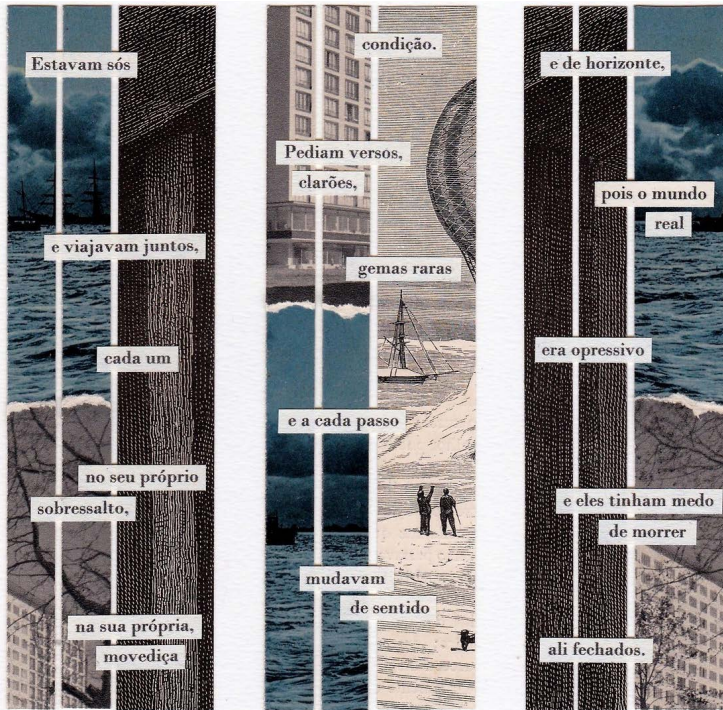 Estavam sós
e viajavam juntos,
cada um
no seu próprio
sobressalto,
na sua própria,
movediça
condição.
Pediam versos,
clarões,
gemas raras
e a cada passo
mudavam
de sentido
e de horizonte,
pois o mundo
real
era opressivo
e eles tinham medo
de morrer
ali fechados.